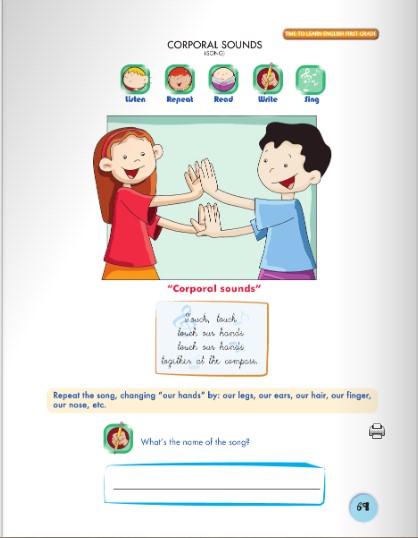 TIME TO LEARN ENGLISH FIRST GRADE
CORPORAL SOUNDS
(SONG)
Listen Repeat Read Write Sing
"Corporal sounds"
Touch, touch
touch our hands
touch our hands
together at the compass.
Repeat the song, changing "our hands" by: our legs, our ears, our hair, our finger,
our nose, etc.
What's the name of the song?